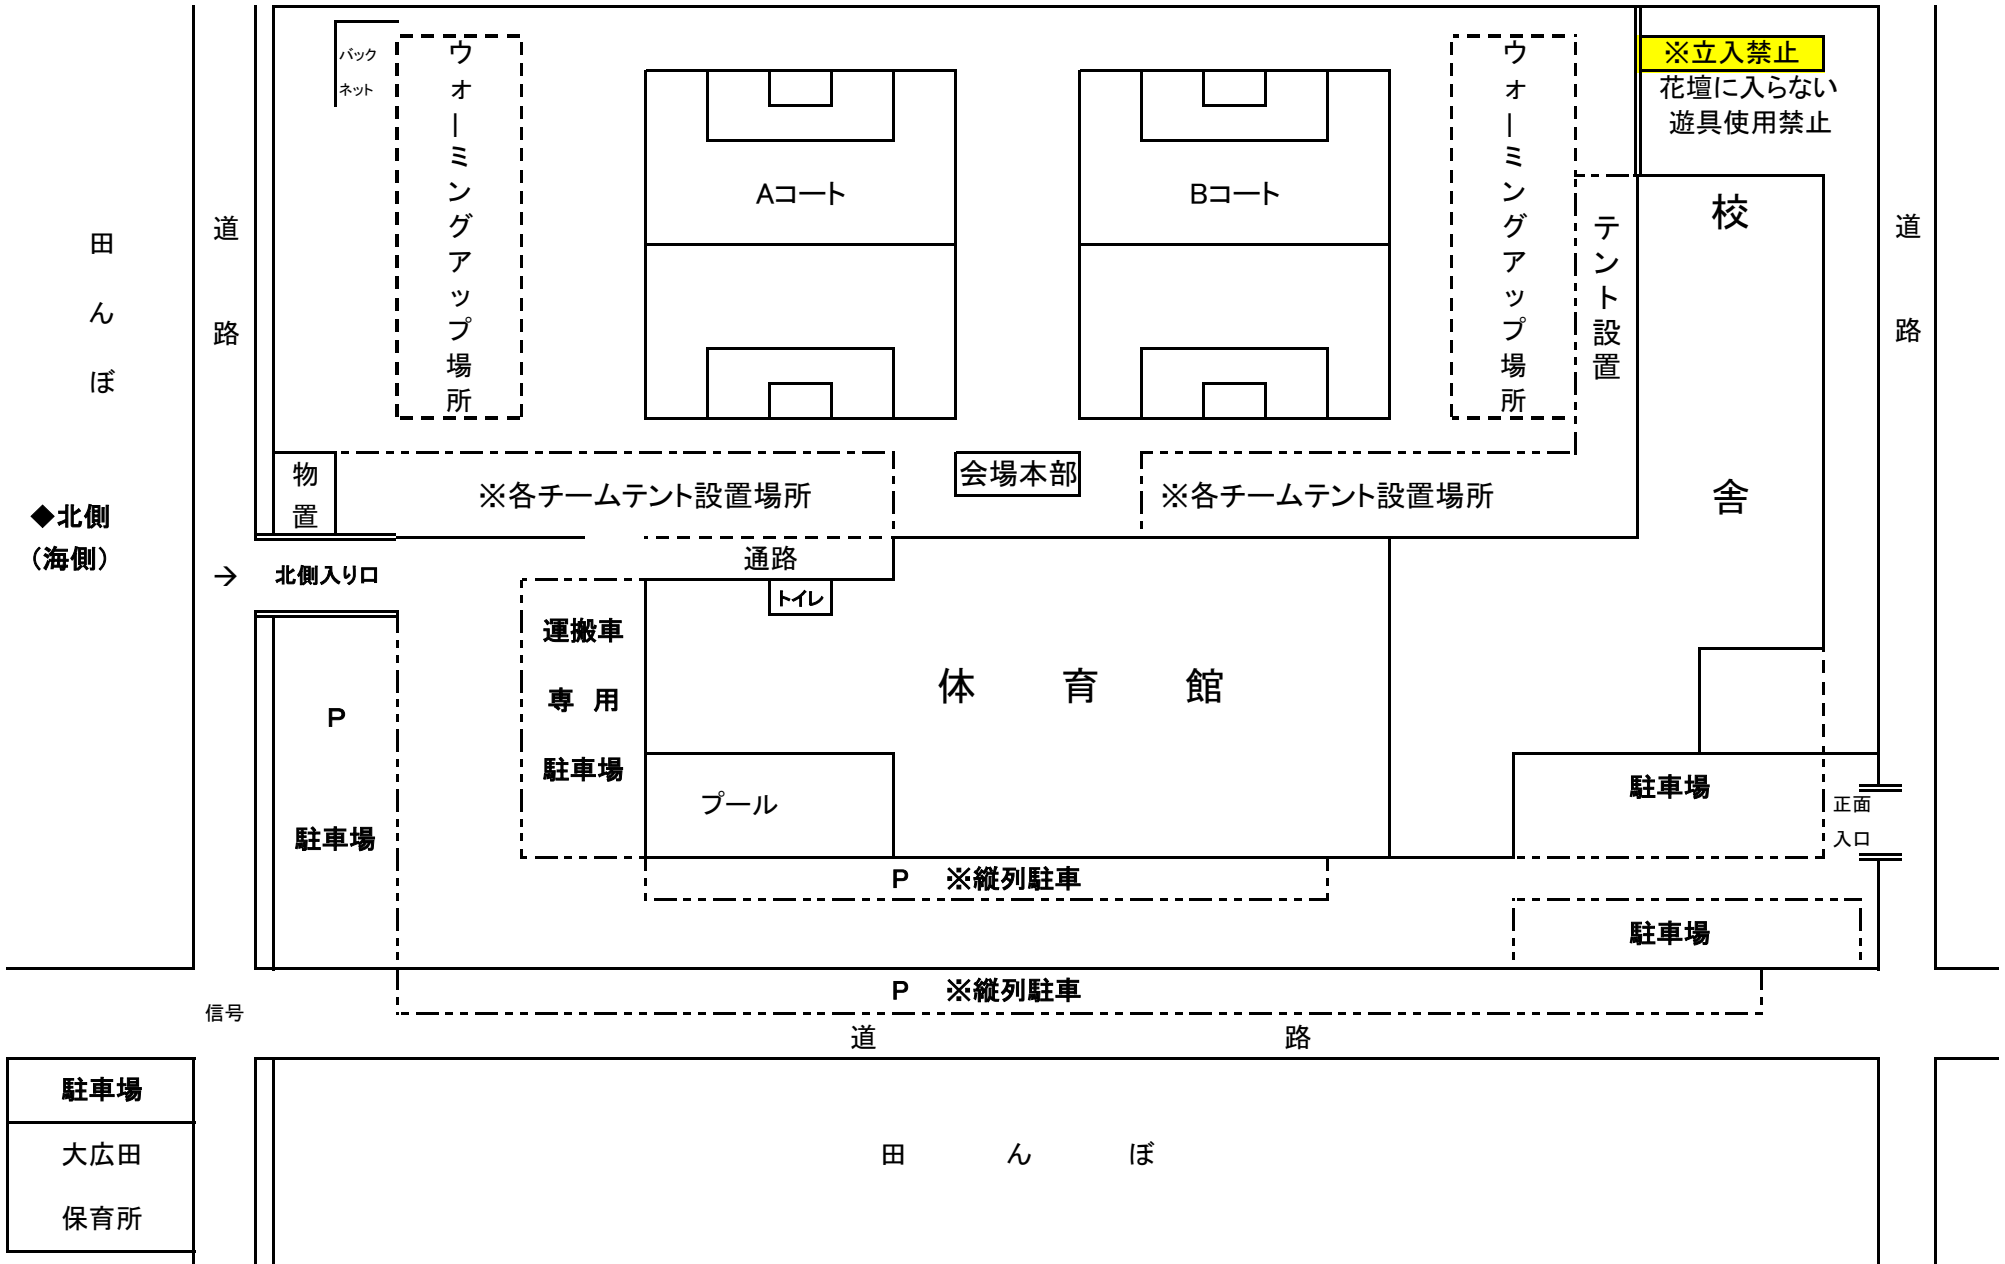 バック
ネット
ウォーミングアップ場所
Aコート
Bコート
ウォーミングアップ場所
※立入禁止
花壇に入らない
遊具使用禁止
田んぼ
道路
テント設置
校舎
道路
物置
※各チームテント設置場所
会場本部
※各チームテント設置場所
◆北側
（海側）
→ 北側入り口
通路
トイレ
運搬車
専 用
駐車場
体 育 館
P
駐車場
プール
駐車場
正面
入口
P ※縦列駐車
駐車場
P ※縦列駐車
信号
道 路
駐車場
大広田
保育所
田 ん ぼ